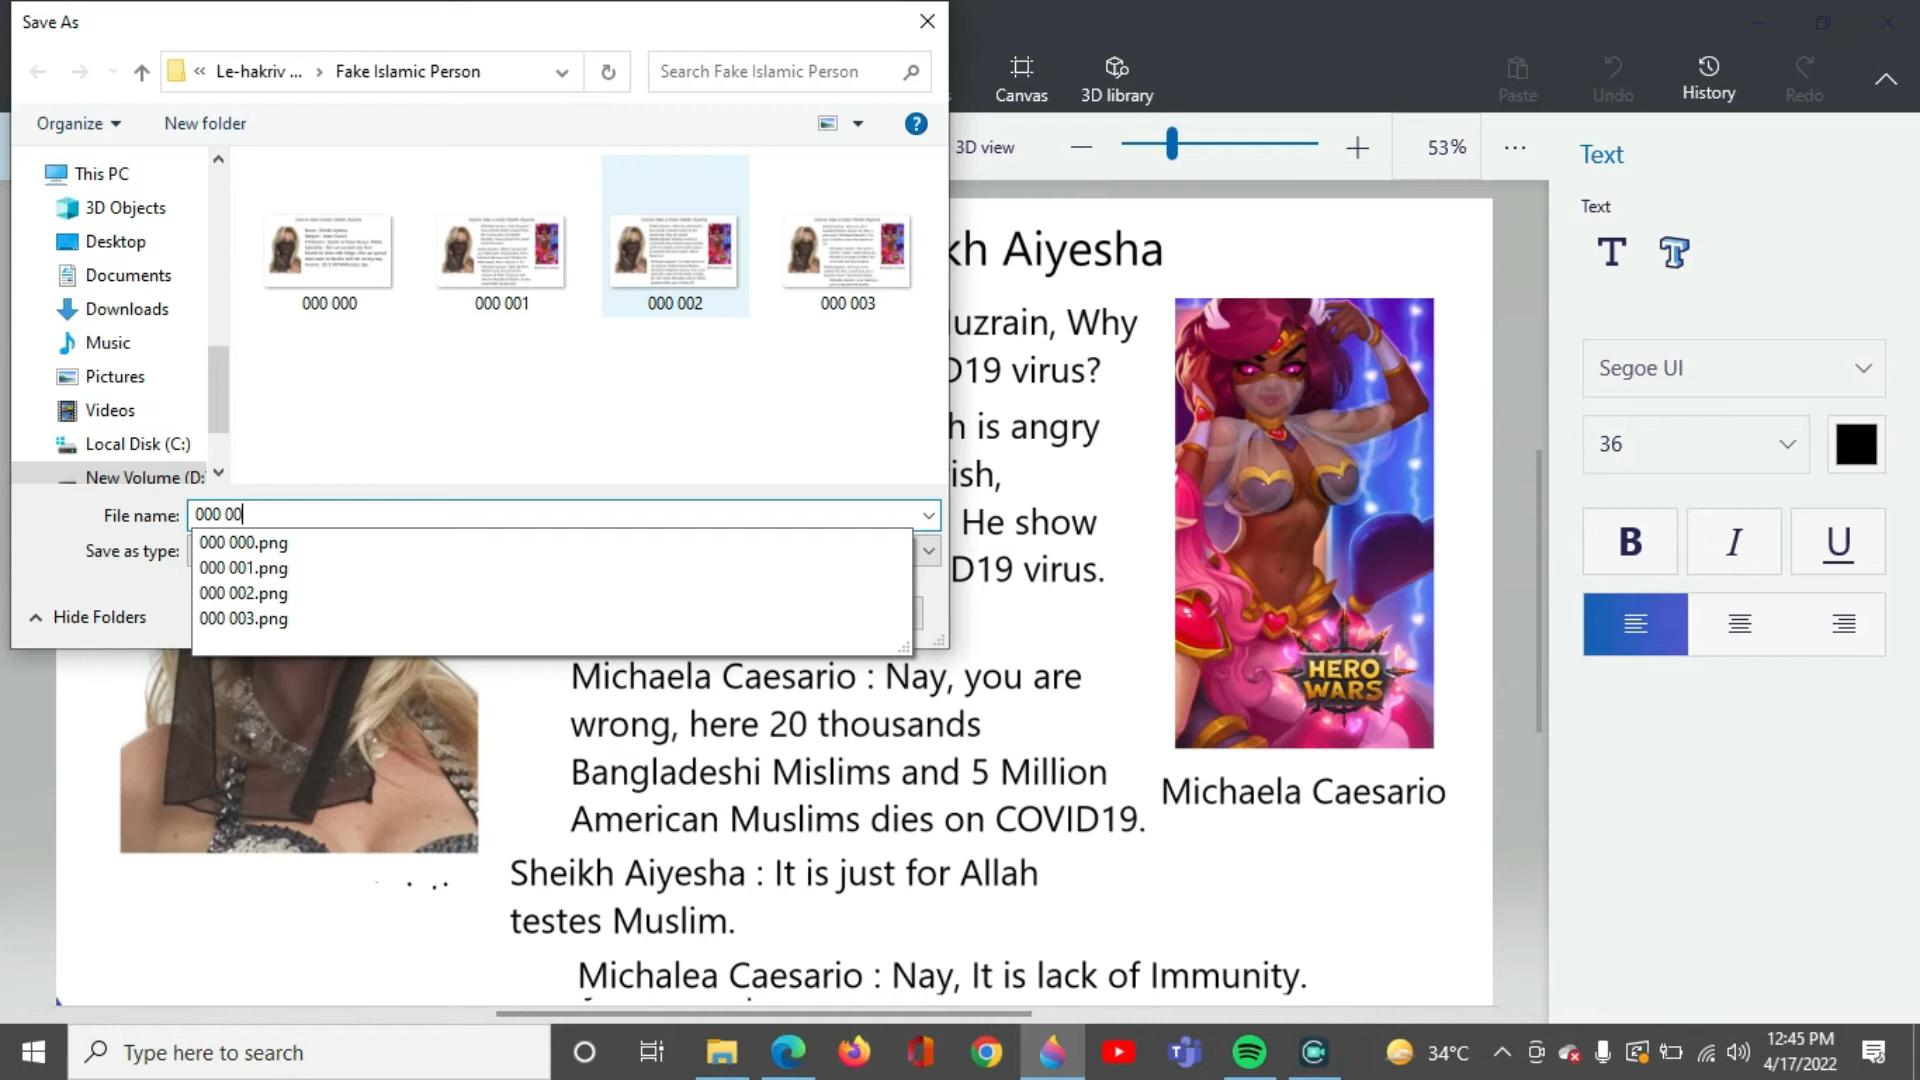 Save As
« Le-hakriv ... › Fake Islamic Person
Search Fake Islamic Person
Organize
New folder
This PC
3D Objects
Desktop
Documents
Downloads
Music
Pictures
Videos
Local Disk (C:)
New Volume (D:
000 000
000 001
000 002
000 003
File name:
000 00
Save as type:
000 000.png
000 001.png
000 002.png
000 003.png
Hide Folders
Canvas
3D library
Paste
Undo
History
Redo
3D view
53%
Text
Text
Segoe UI
36
B
I
U
kh Aiyesha
uzrain, Why
D19 virus?
h is angry
ish,
He show
D19 virus.
Michaela Caesario : Nay, you are
wrong, here 20 thousands
Bangladeshi Mislims and 5 Million
American Muslims dies on COVID19.
Sheikh Aiyesha : It is just for Allah
testes Muslim.
Michalea Caesario : Nay, It is lack of Immunity.
HERO
WARS
Michaela Caesario
Type here to search
34°C
12:45 PM
4/17/2022